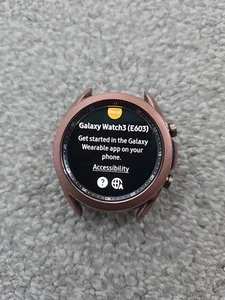 Galaxy Watch3 (E603)
Get started in the Galaxy
Wearable app on your
phone.
Accessibility
?